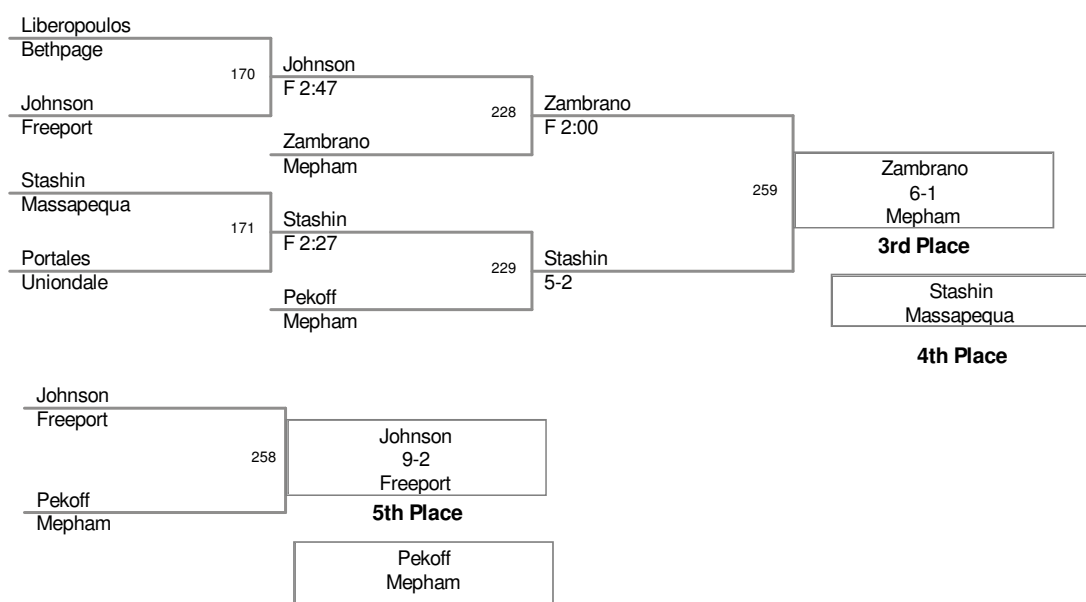 Liberopoulos
Bethpage
170
Johnson
F 2:47
Johnson
Freeport
228
Zambrano
F 2:00
Zambrano
Mepham
Stashin
Massapequa
259
Zambrano
6-1
Mepham
3rd Place
171
Stashin
F 2:27
Portales
Uniondale
229
Stashin
5-2
Pekoff
Mepham
Stashin
Massapequa
4th Place
Johnson
Freeport
258
Johnson
9-2
Freeport
5th Place
Pekoff
Mepham
Pekoff
Mepham